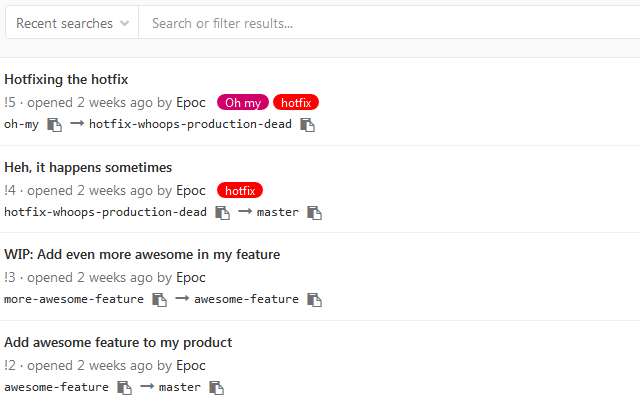 Recent searches Search or filter results...
Hotfixing the hotfix
!5 · opened 2 weeks ago by Epoc Oh my hotfix
oh-my → hotfix-whoops-production-dead
Heh, it happens sometimes
!4 · opened 2 weeks ago by Epoc hotfix
hotfix-whoops-production-dead → master
WIP: Add even more awesome in my feature
!3 · opened 2 weeks ago by Epoc
more-awesome-feature → awesome-feature
Add awesome feature to my product
!2 · opened 2 weeks ago by Epoc
awesome-feature → master